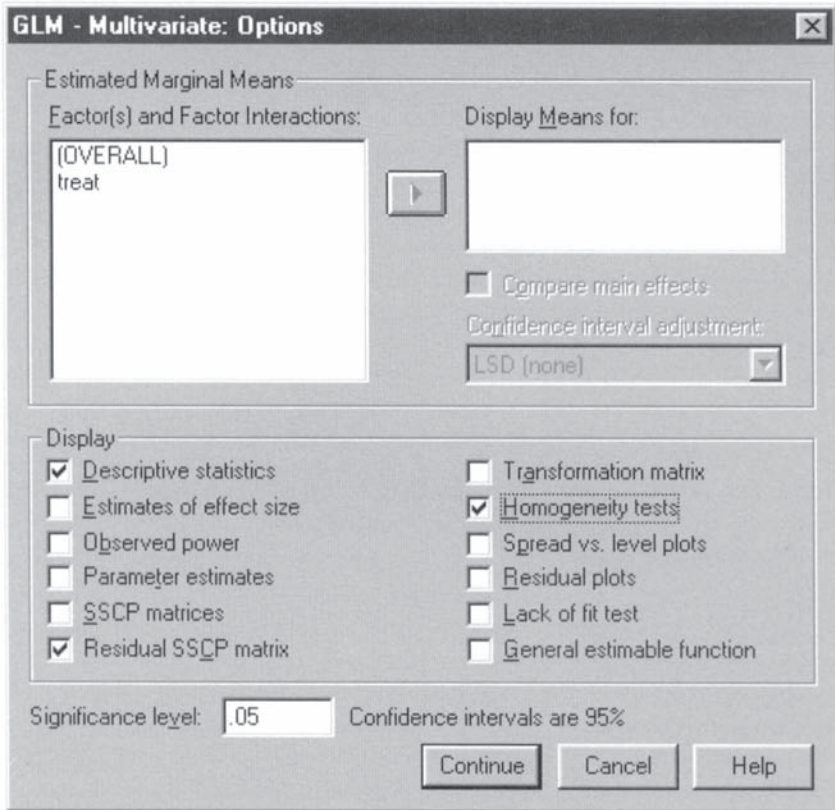 GLM - Multivariate: Options
Estimated Marginal Means
Factor(s) and Factor Interactions:
(OVERALL)
treat
Display Means for:
Compare main effects
Confidence interval adjustment:
LSD (none)
Display
Descriptive statistics
Estimates of effect size
Observed power
Parameter estimates
SSCP matrices
Residual SSCP matrix
Transformation matrix
Homogeneity tests
Spread vs. level plots
Residual plots
Lack of fit test
General estimable function
Significance level: .05 Confidence intervals are 95%
Continue Cancel Help